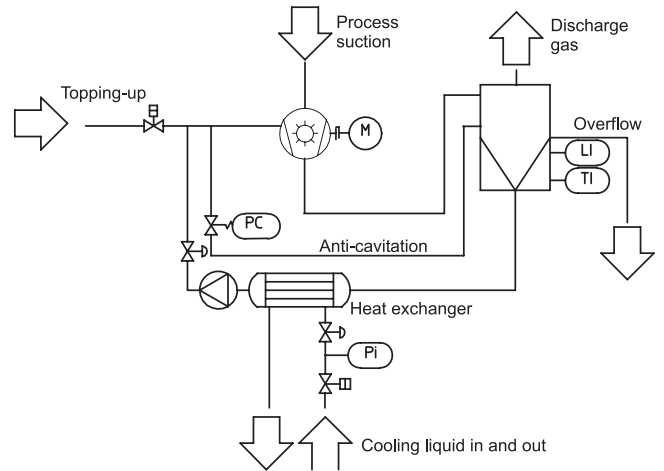 Process
suction
Discharge
gas
Topping-up
M
Overflow
LI
TI
PC
Anti-cavitation
Heat exchanger
Pi
Cooling liquid in and out